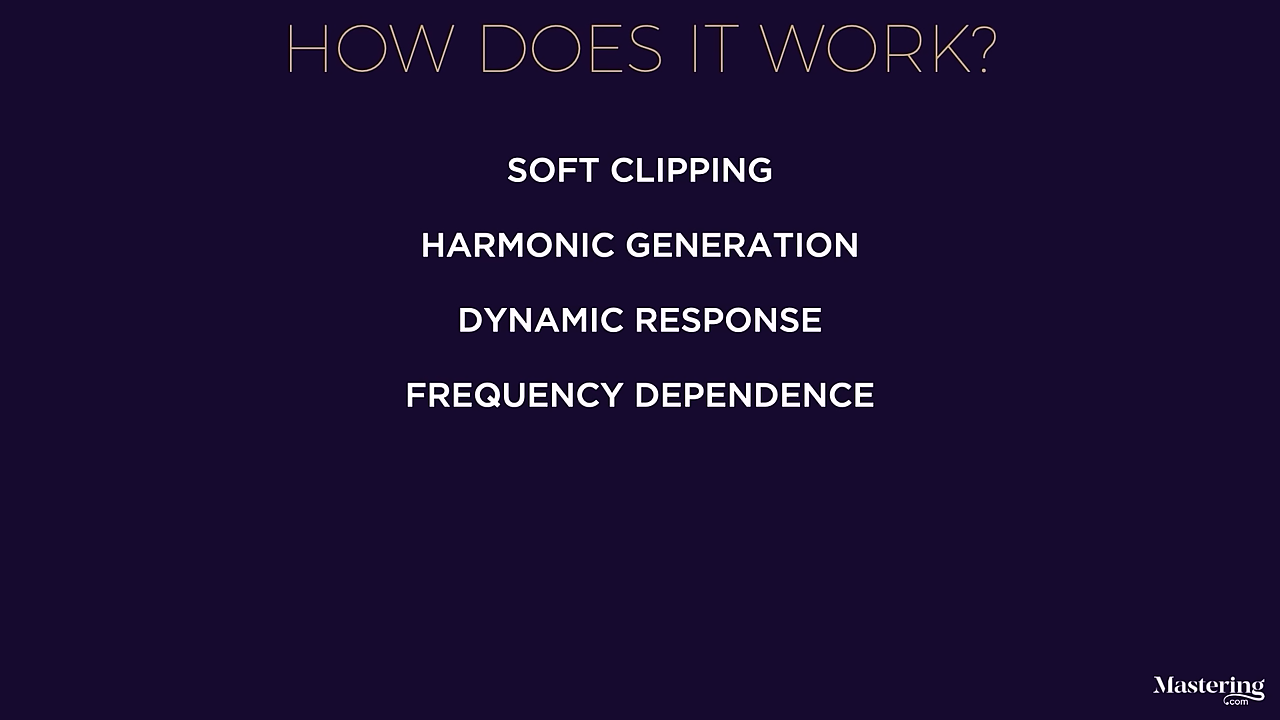 HOW DOES IT WORK?
SOFT CLIPPING
HARMONIC GENERATION
DYNAMIC RESPONSE
FREQUENCY DEPENDENCE
Mastering
.com